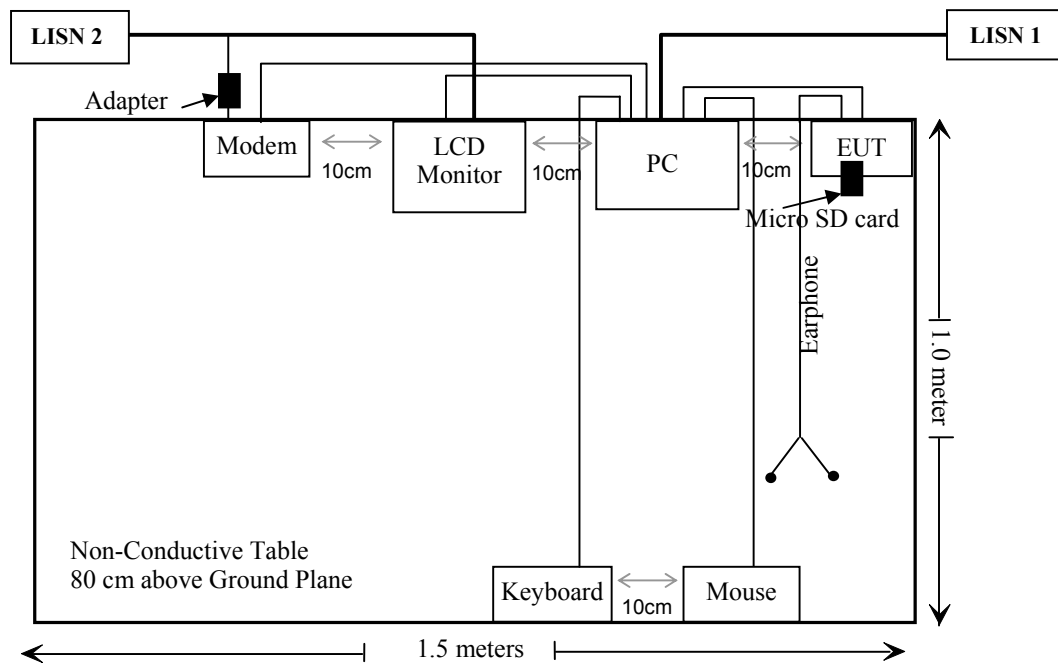 LISN 2
LISN 1
Adapter
Modem
LCD
Monitor
PC
EUT
10cm
10cm
10cm
Micro SD card
Earphone
1.0 meter
Non-Conductive Table
80 cm above Ground Plane
Keyboard
10cm
Mouse
1.5 meters